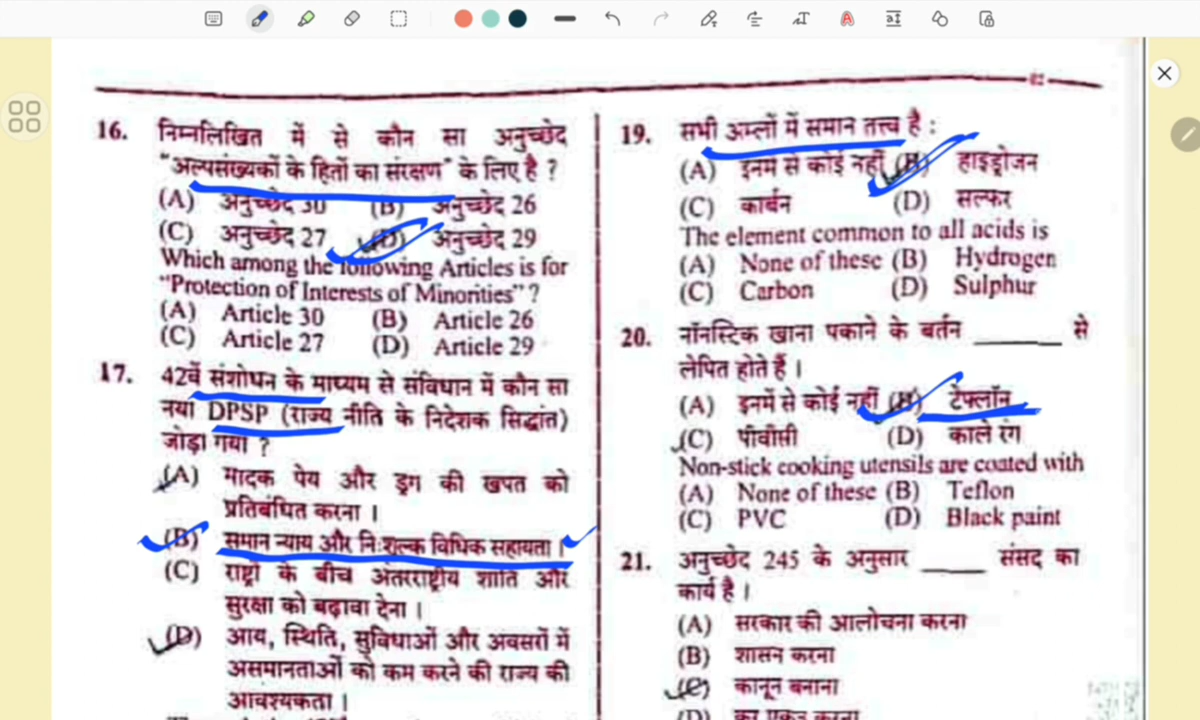 16. निम्नलिखित में से कौन सा अनुच्छेद
"अल्पसंख्यकों के हितों का संरक्षण" के लिए है ?
(A) अनुच्छेद 30 (B) अनुच्छेद 26
(C) अनुच्छेद 27 (D) अनुच्छेद 29
Which among the following Articles is for
"Protection of Interests of Minorities" ?
(A) Article 30 (B) Article 26
(C) Article 27 (D) Article 29
17. 42वें संशोधन के माध्यम से संविधान में कौन सा
नया DPSP (राज्य नीति के निदेशक सिद्धांत)
जोड़ा गया ?
(A) मादक पेय और ड्रग की खपत को
प्रतिबंधित करना ।
(B) समान न्याय और निःशुल्क विधिक सहायता ।
(C) राष्ट्रों के बीच अंतरराष्ट्रीय शांति और
सुरक्षा को बढ़ावा देना ।
(D) आय, स्थिति, सुविधाओं और अवसरों में
असमानताओं को कम करने की राज्य की
आवश्यकता ।
19. सभी अम्लों में समान तत्त्व है :
(A) इनमें से कोई नहीं (B) हाइड्रोजन
(C) कार्बन (D) सल्फर
The element common to all acids is
(A) None of these (B) Hydrogen
(C) Carbon (D) Sulphur
20. नॉनस्टिक खाना पकाने के बर्तन ______ से
लेपित होते हैं ।
(A) इनमें से कोई नहीं (B) टेफ्लॉन
(C) पीवीसी (D) काले रंग
Non-stick cooking utensils are coated with
(A) None of these (B) Teflon
(C) PVC (D) Black paint
21. अनुच्छेद 245 के अनुसार ______ संसद का
कार्य है ।
(A) सरकार की आलोचना करना
(B) शासन करना
(C) कानून बनाना
(D) कर एकत्र करना